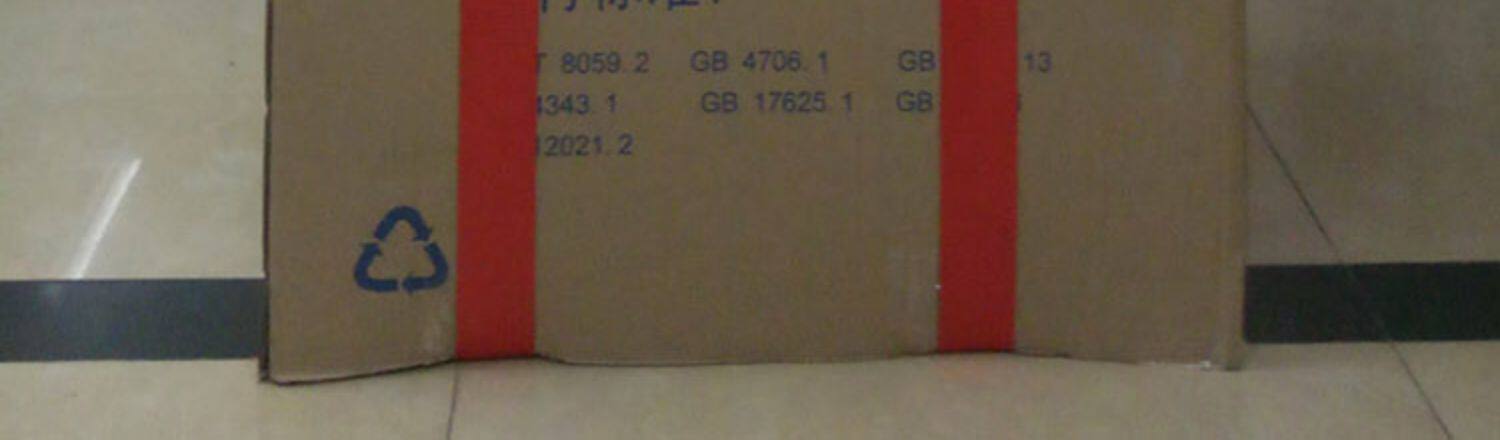 T 8059.2 GB 4706.1 GB 13
4343.1 GB 17625.1 GB
12021.2